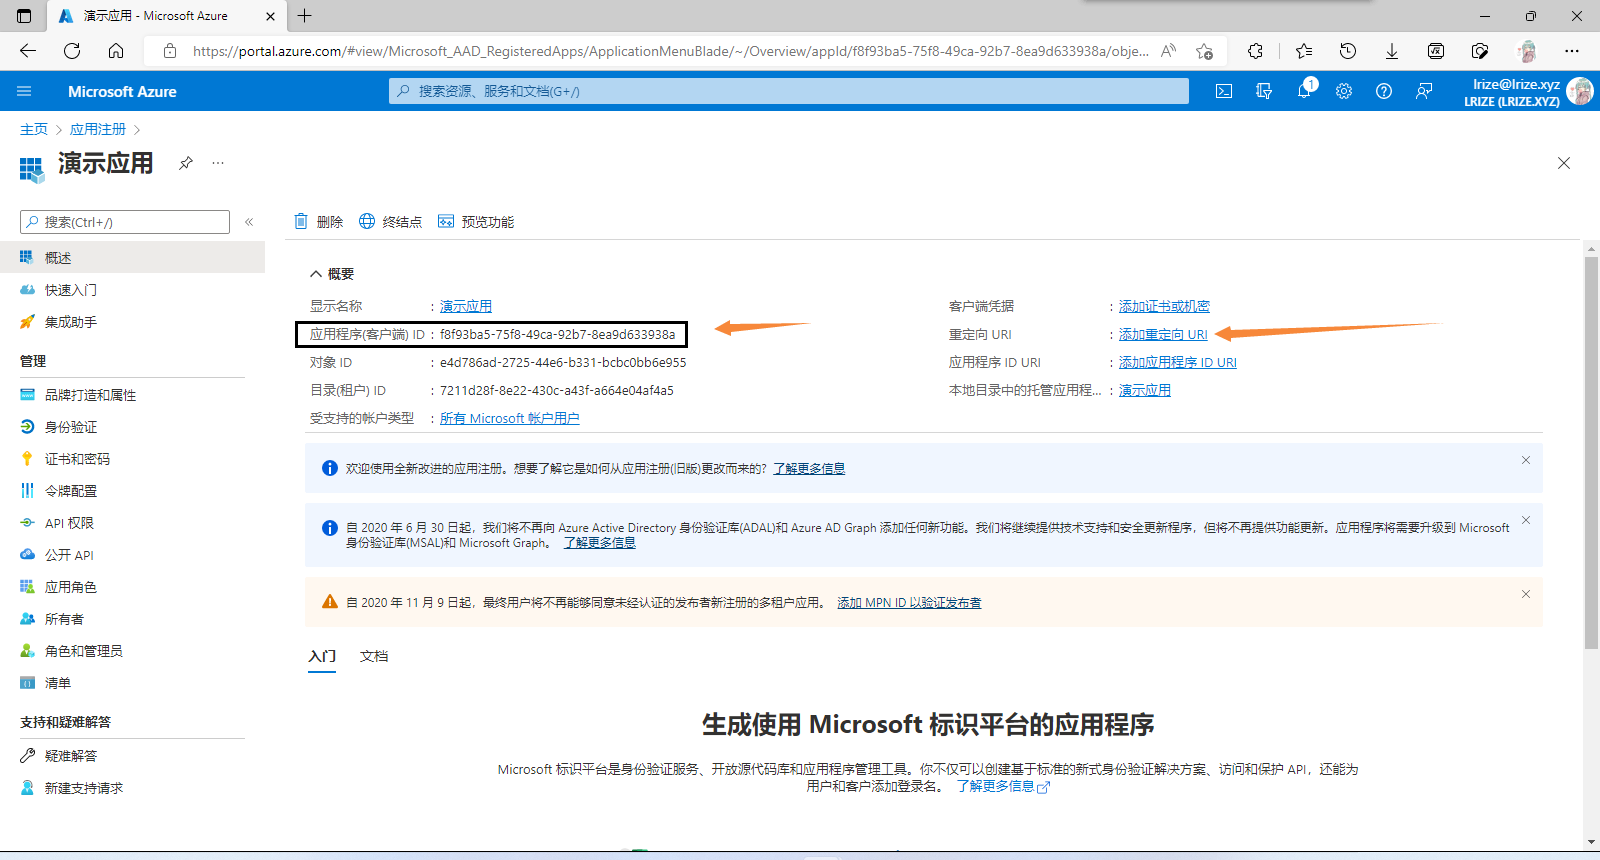 演示应用 - Microsoft Azure
https://portal.azure.com/#view/Microsoft_AAD_RegisteredApps/ApplicationMenuBlade/~/Overview/appId/f8f93ba5-75f8-49ca-92b7-8ea9d633938a/obje...
Microsoft Azure
搜索资源、服务和文档(G+/)
1
lrize@lrize.xyz
LRIZE (LRIZE.XYZ)
主页 > 应用注册 >
演示应用
搜索(Ctrl+/)
概述
快速入门
集成助手
管理
品牌打造和属性
身份验证
证书和密码
令牌配置
API 权限
公开 API
应用角色
所有者
角色和管理员
清单
支持和疑难解答
疑难解答
新建支持请求
删除 终结点 预览功能
概要
显示名称 : 演示应用
应用程序(客户端) ID : f8f93ba5-75f8-49ca-92b7-8ea9d633938a
对象 ID : e4d786ad-2725-44e6-b331-bcbc0bb6e955
目录(租户) ID : 7211d28f-8e22-430c-a43f-a664e04af4a5
受支持的帐户类型 : 所有 Microsoft 帐户用户
客户端凭据 : 添加证书或机密
重定向 URI : 添加重定向 URI
应用程序 ID URI : 添加应用程序 ID URI
本地目录中的托管应用程... : 演示应用
欢迎使用全新改进的应用注册。想要了解它是如何从应用注册(旧版)更改而来的? 了解更多信息
自 2020 年 6 月 30 日起，我们将不再向 Azure Active Directory 身份验证库(ADAL)和 Azure AD Graph 添加任何新功能。我们将继续提供技术支持和安全更新程序，但将不再提供功能更新。应用程序将需要升级到 Microsoft
身份验证库(MSAL)和 Microsoft Graph。 了解更多信息
自 2020 年 11 月 9 日起，最终用户将不再能够同意未经认证的发布者新注册的多租户应用。 添加 MPN ID 以验证发布者
入门 文档
生成使用 Microsoft 标识平台的应用程序
Microsoft 标识平台是身份验证服务、开放源代码库和应用程序管理工具。你不仅可以创建基于标准的新式身份验证解决方案、访问和保护 API，还能为
用户和客户添加登录名。 了解更多信息